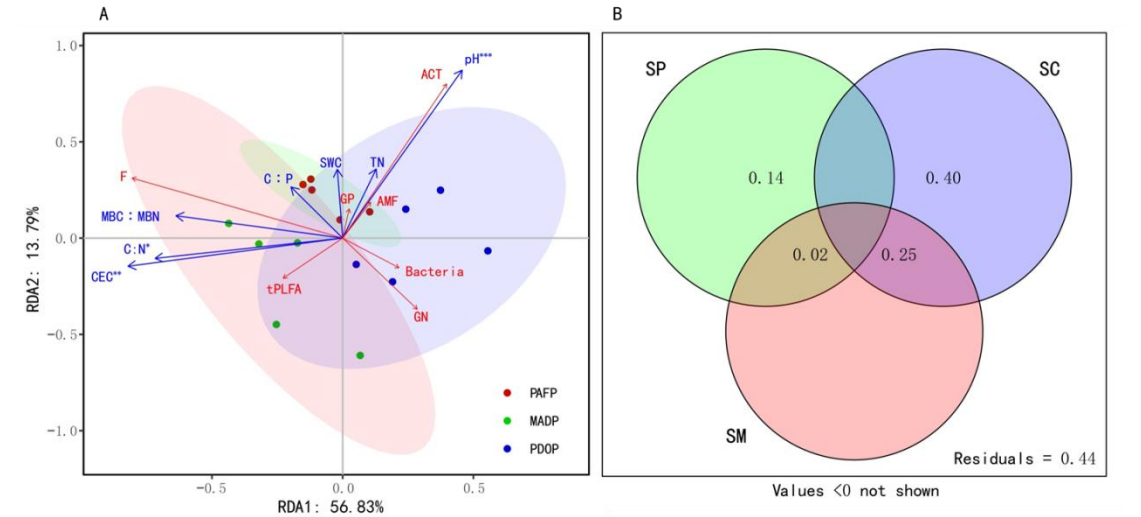 A
B
1.0
0.5
0.0
-0.5
-1.0
RDA2: 13.79%
-0.5
0.0
0.5
RDA1: 56.83%
ACT
pH***
SWC
TN
C:P
F
GP
AMF
MBC:MBN
C:N*
CEC**
Bacteria
tPLFA
GN
PAFP
MADP
PDOP
SP
SC
0.14
0.40
0.02
0.25
SM
Residuals = 0.44
Values <0 not shown